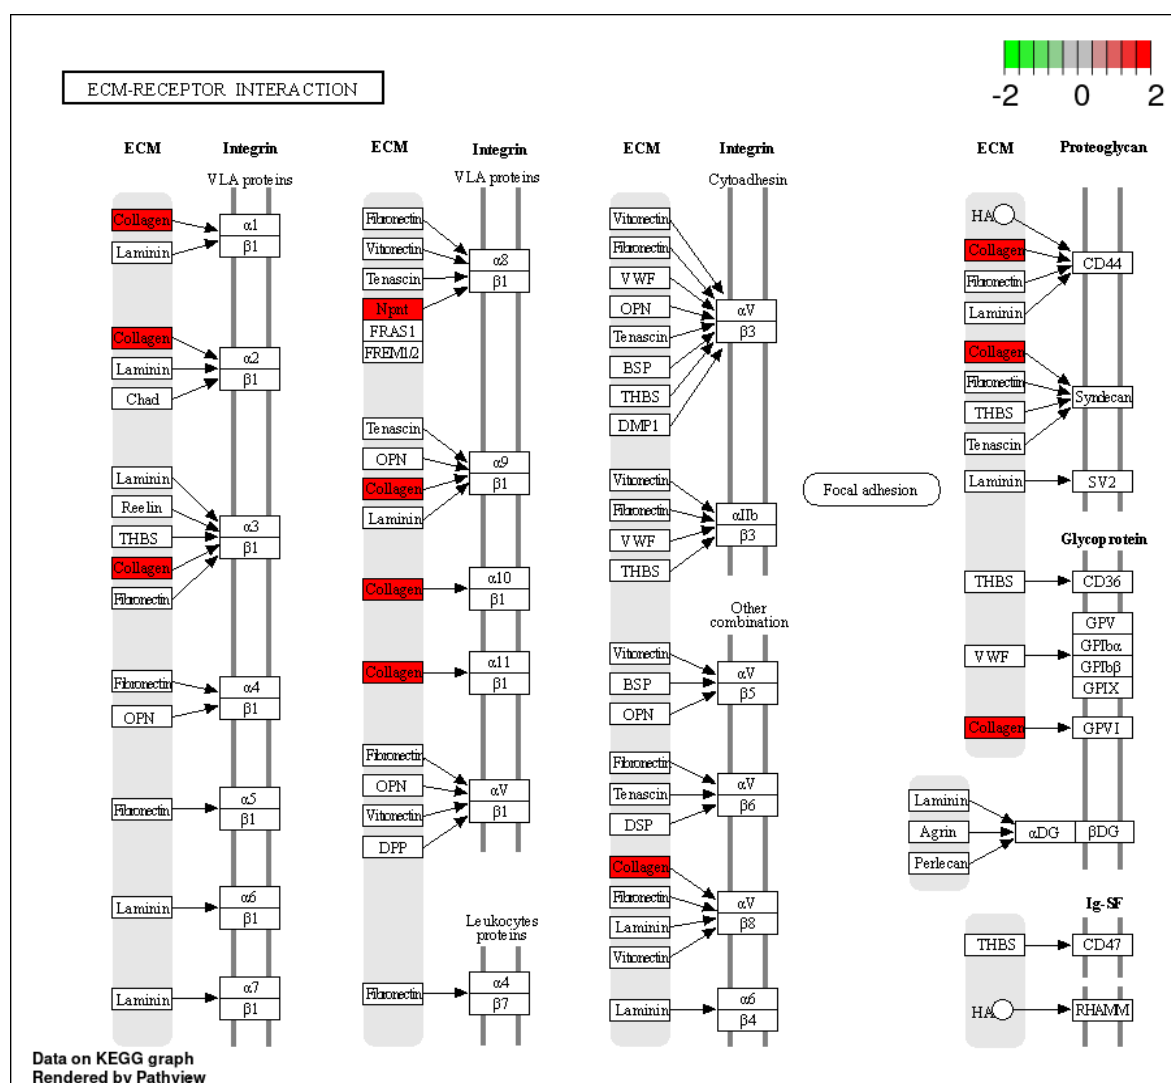 -2 0 2
ECM-RECEPTOR INTERACTION
ECM Integrin
VLA proteins
Collagen
Laminin
α1
β1
Collagen
Laminin
Chad
α2
β1
Laminin
Reelin
THBS
Collagen
Fibronectin
α3
β1
Fibronectin
OPN
α4
β1
Fibronectin
α5
β1
Laminin
α6
β1
Laminin
α7
β1
ECM Integrin
VLA proteins
Fibronectin
Vitronectin
Tenascin
Npnt
FRAS1
FREM1/2
α8
β1
Tenascin
OPN
Collagen
Laminin
α9
β1
Collagen
α10
β1
Collagen
α11
β1
Fibronectin
OPN
Vitronectin
DPP
αV
β1
Leukocytes
proteins
Fibronectin
α4
β7
ECM Integrin
Cytoadhesin
Vitronectin
Fibronectin
VWF
OPN
Tenascin
BSP
THBS
DMP1
αV
β3
Vitronectin
Fibronectin
VWF
THBS
αIIb
β3
Other
combination
Vitronectin
BSP
OPN
αV
β5
Fibronectin
Tenascin
DSP
αV
β6
Collagen
Fibronectin
Laminin
Vitronectin
αV
β8
Laminin
α6
β4
Focal adhesion
ECM Proteoglycan
HA
Collagen
Fibronectin
Laminin
CD44
Collagen
Fibronectin
THBS
Tenascin
Syndecan
Laminin
SV2
Glycoprotein
THBS
CD36
VWF
GPV
GPIbα
GPIbβ
GPIX
Collagen
GPVI
Laminin
Agrin
Perlecan
αDG βDG
Ig-SF
THBS
CD47
HA
RHAMM
Data on KEGG graph
Rendered by Pathview